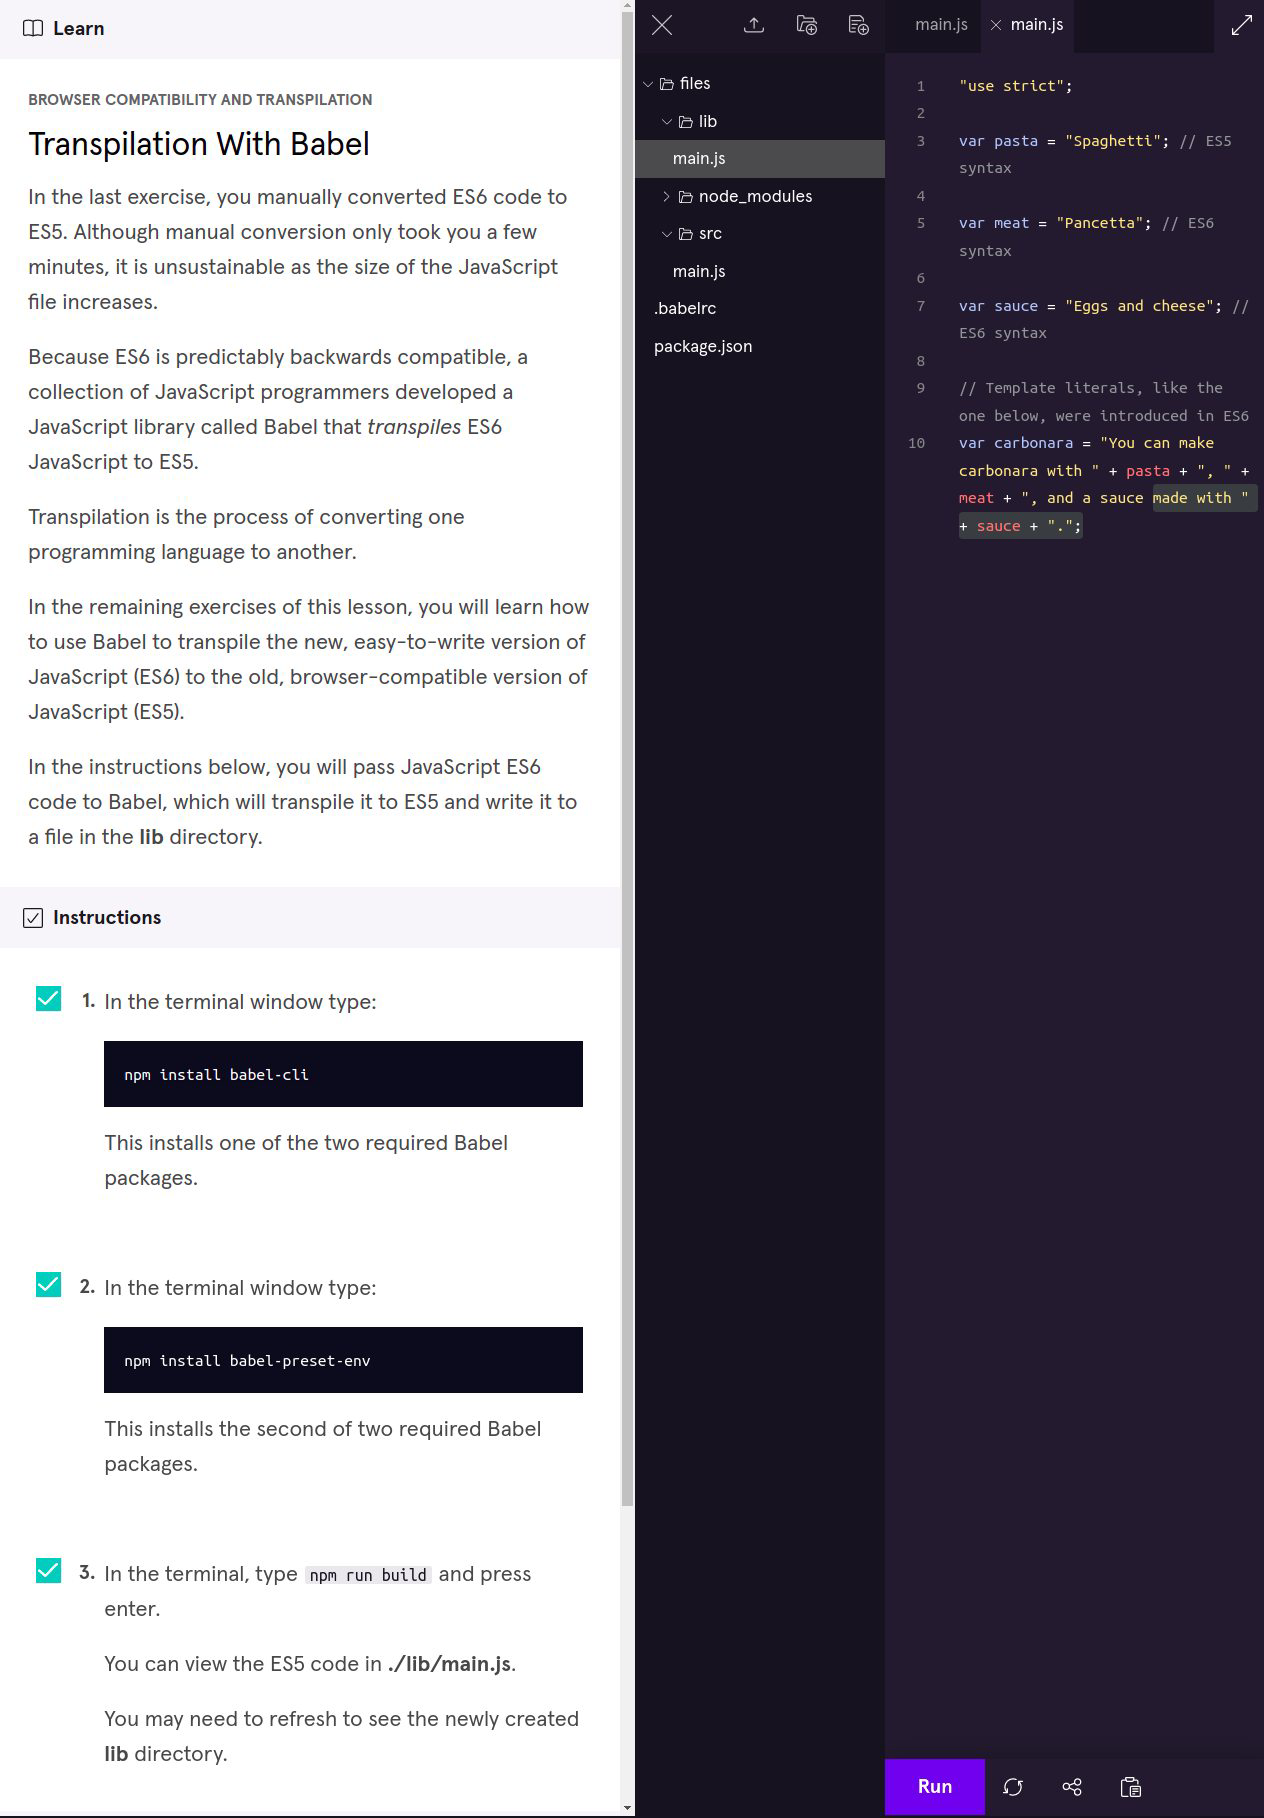 Learn
BROWSER COMPATIBILITY AND TRANSPILATION
Transpilation With Babel
In the last exercise, you manually converted ES6 code to
ES5. Although manual conversion only took you a few
minutes, it is unsustainable as the size of the JavaScript
file increases.
Because ES6 is predictably backwards compatible, a
collection of JavaScript programmers developed a
JavaScript library called Babel that transpiles ES6
JavaScript to ES5.
Transpilation is the process of converting one
programming language to another.
In the remaining exercises of this lesson, you will learn how
to use Babel to transpile the new, easy-to-write version of
JavaScript (ES6) to the old, browser-compatible version of
JavaScript (ES5).
In the instructions below, you will pass JavaScript ES6
code to Babel, which will transpile it to ES5 and write it to
a file in the lib directory.
Instructions
1. In the terminal window type:
npm install babel-cli
This installs one of the two required Babel
packages.
2. In the terminal window type:
npm install babel-preset-env
This installs the second of two required Babel
packages.
3. In the terminal, type npm run build and press
enter.
You can view the ES5 code in ./lib/main.js.
You may need to refresh to see the newly created
lib directory.
files
lib
main.js
node_modules
src
main.js
.babelrc
package.json
main.js main.js
1 "use strict";
2
3 var pasta = "Spaghetti"; // ES5
syntax
4
5 var meat = "Pancetta"; // ES6
syntax
6
7 var sauce = "Eggs and cheese"; //
ES6 syntax
8
9 // Template literals, like the
one below, were introduced in ES6
10 var carbonara = "You can make
carbonara with " + pasta + ", " +
meat + ", and a sauce made with "
+ sauce + ".";
Run